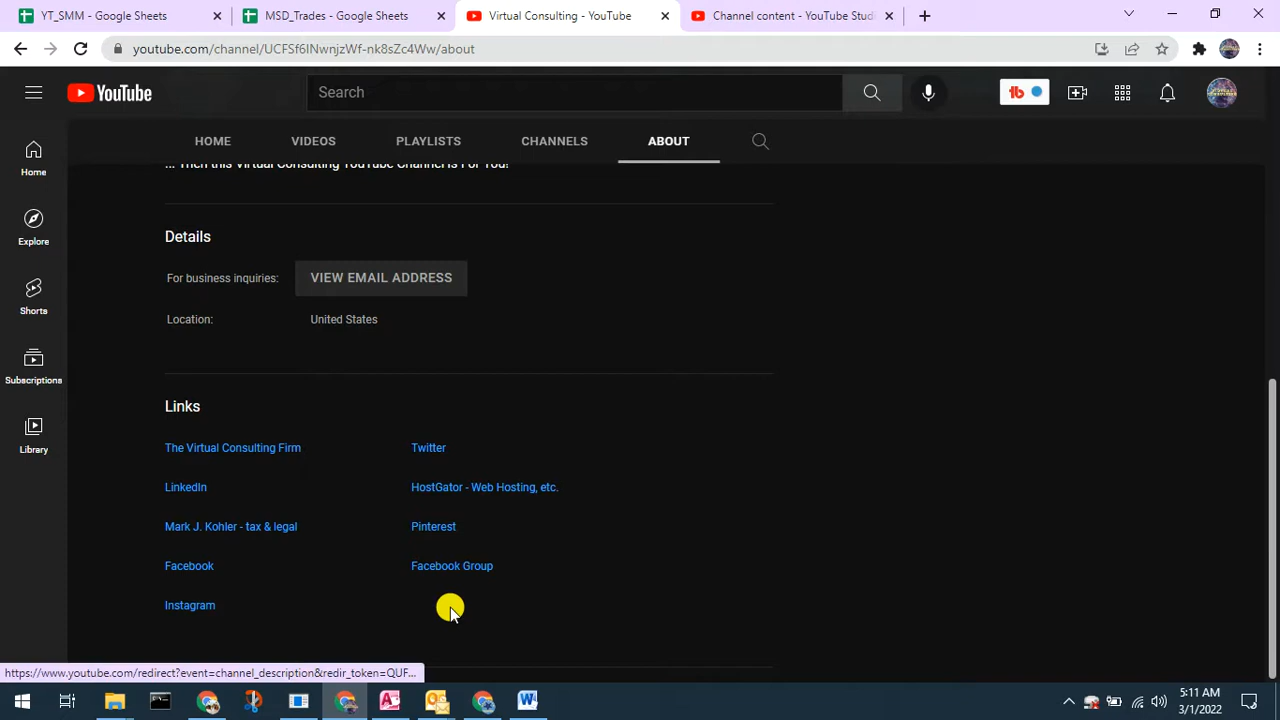 YT_SMM - Google Sheets
MSD_Trades - Google Sheets
Virtual Consulting - YouTube
Channel content - YouTube Studi
youtube.com/channel/UCFSf6INwnjzWf-nk8sZc4Ww/about
YouTube
Search
tb
HOME
VIDEOS
PLAYLISTS
CHANNELS
ABOUT
... Then this Virtual Consulting YouTube Channel is For You!
Home
Explore
Shorts
Subscriptions
Library
Details
For business inquiries:
VIEW EMAIL ADDRESS
Location:
United States
Links
The Virtual Consulting Firm
Twitter
LinkedIn
HostGator - Web Hosting, etc.
Mark J. Kohler - tax & legal
Pinterest
Facebook
Facebook Group
Instagram
https://www.youtube.com/redirect?event=channel_description&redir_token=QUF...
5:11 AM
3/1/2022